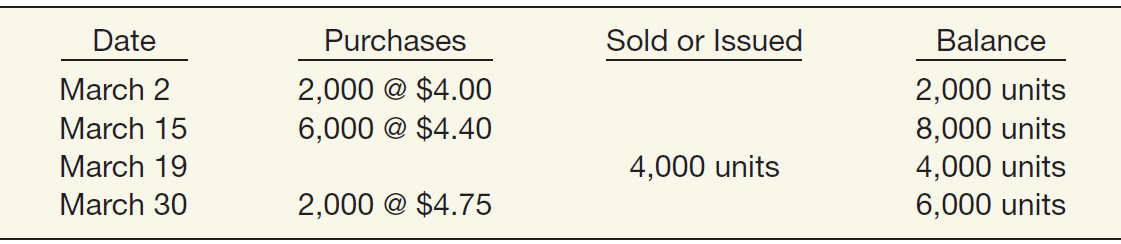 Date Purchases Sold or Issued Balance
March 2 2,000 @ $4.00 2,000 units
March 15 6,000 @ $4.40 8,000 units
March 19 4,000 units 4,000 units
March 30 2,000 @ $4.75 6,000 units